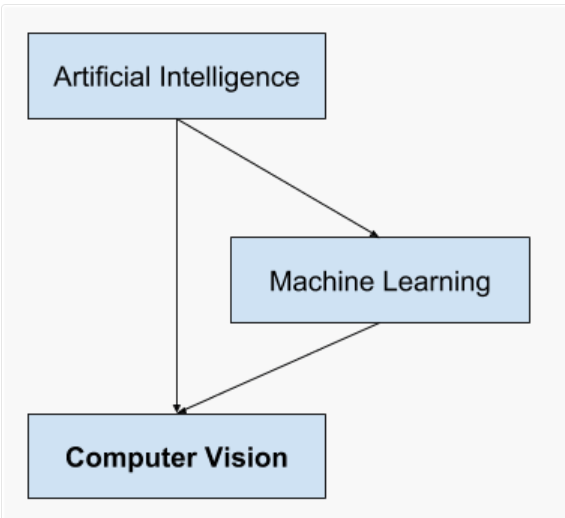 Artificial Intelligence
Machine Learning
Computer Vision